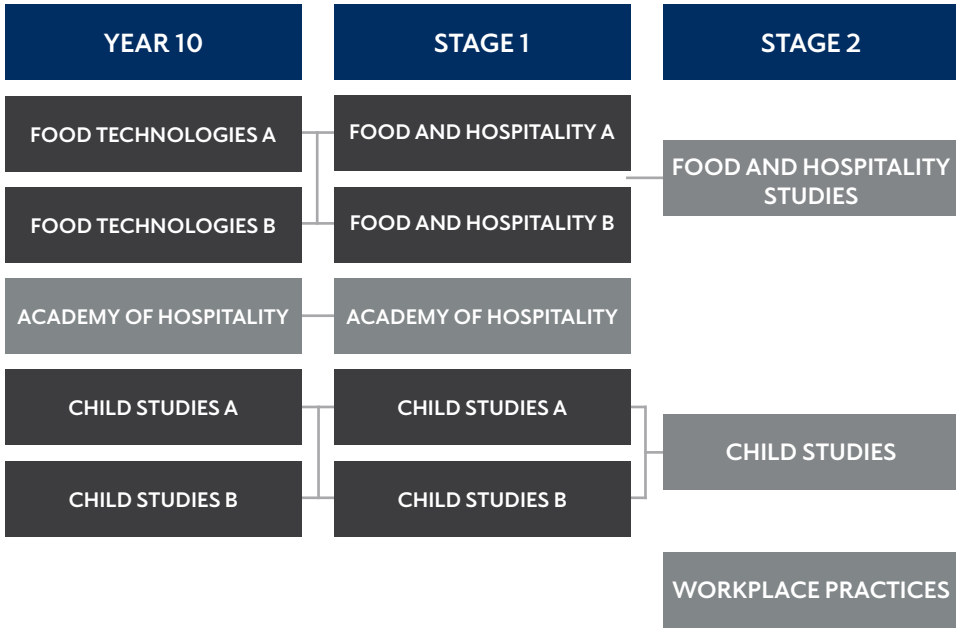 YEAR 10
STAGE 1
STAGE 2
FOOD TECHNOLOGIES A
FOOD AND HOSPITALITY A
FOOD AND HOSPITALITY
STUDIES
FOOD TECHNOLOGIES B
FOOD AND HOSPITALITY B
ACADEMY OF HOSPITALITY
ACADEMY OF HOSPITALITY
CHILD STUDIES A
CHILD STUDIES A
CHILD STUDIES
CHILD STUDIES B
CHILD STUDIES B
WORKPLACE PRACTICES